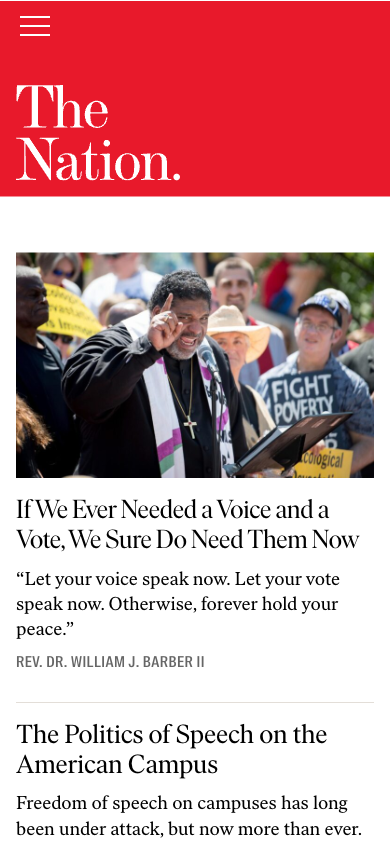 The
Nation.
FIGHT
POVERTY
If We Ever Needed a Voice and a
Vote, We Sure Do Need Them Now
“Let your voice speak now. Let your vote
speak now. Otherwise, forever hold your
peace.”
REV. DR. WILLIAM J. BARBER II
The Politics of Speech on the
American Campus
Freedom of speech on campuses has long
been under attack, but now more than ever.